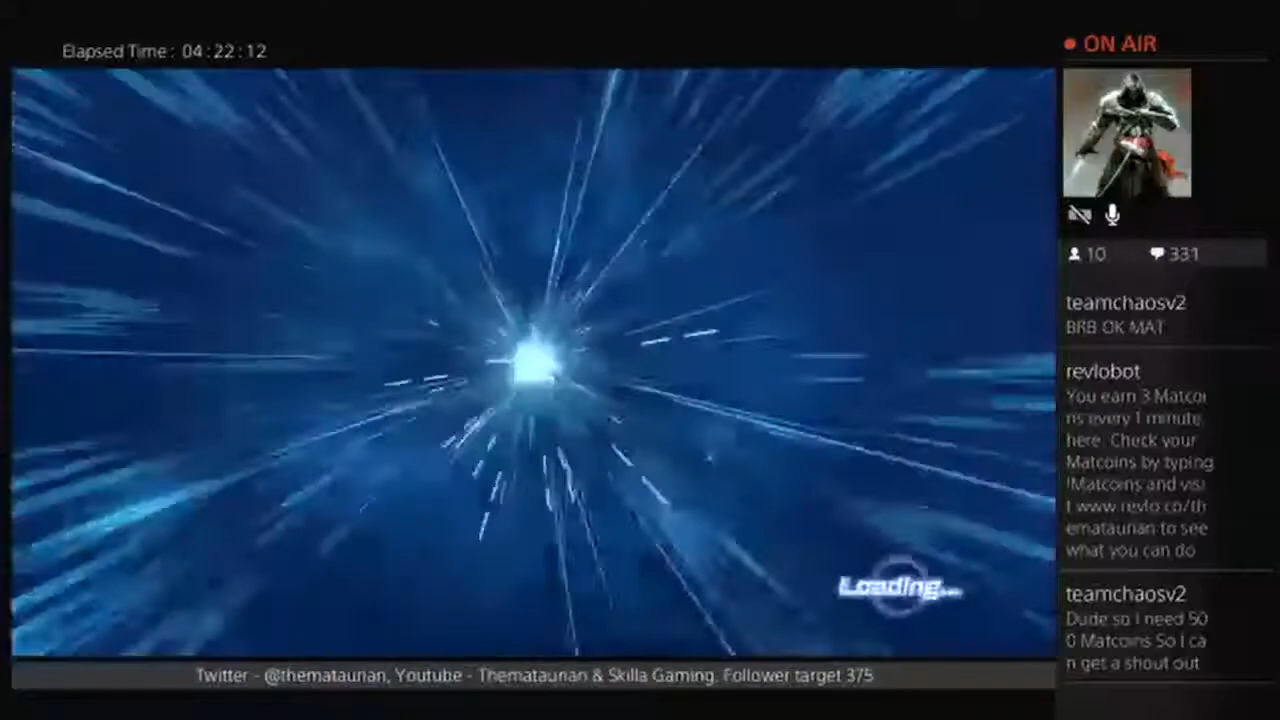 Elapsed Time: 04:22:12
ON AIR
10 331
teamchaosv2
BRB OK MAT
revlobot
You earn 3 Matcoi
ns every 1 minute
here. Check your
Matcoins by typing
!Matcoins and visi
t www.revlo.co/th
emataurian to see
what you can do
teamchaosv2
Dude so I need 50
0 Matcoins So I ca
n get a shout out
Loading...
Twitter - @themataurian, Youtube - Themataurian & Skilla Gaming. Follower target 375